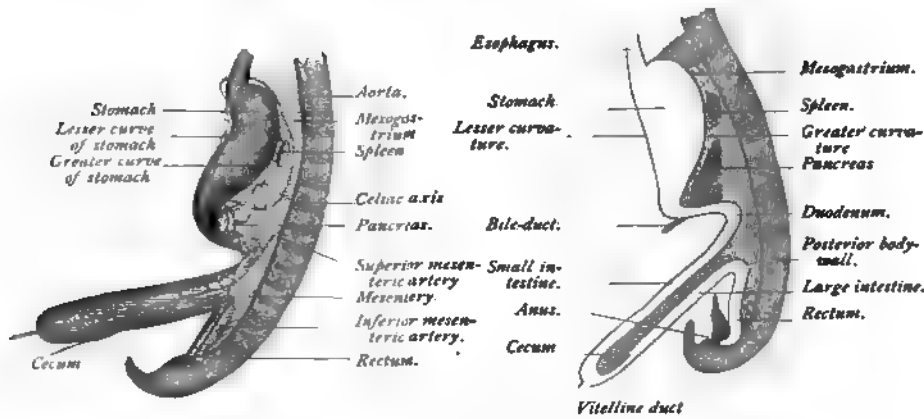 Stomach
Lesser curve
of stomach
Greater curve
of stomach
Cecum
Aorta.
Mesogas-
trium
Spleen
Celiac axis
Pancreas.
Superior mesen-
teric artery
Mesentery.
Inferior mesen-
teric artery.
Rectum.
Esophagus.
Stomach
Lesser curva-
ture.
Bile-duct.
Small in-
testine.
Anus.
Cecum
Vitelline duct
Mesogastrium.
Spleen.
Greater curva-
ture
Pancreas
Duodenum.
Posterior body-
wall.
Large intestine.
Rectum.